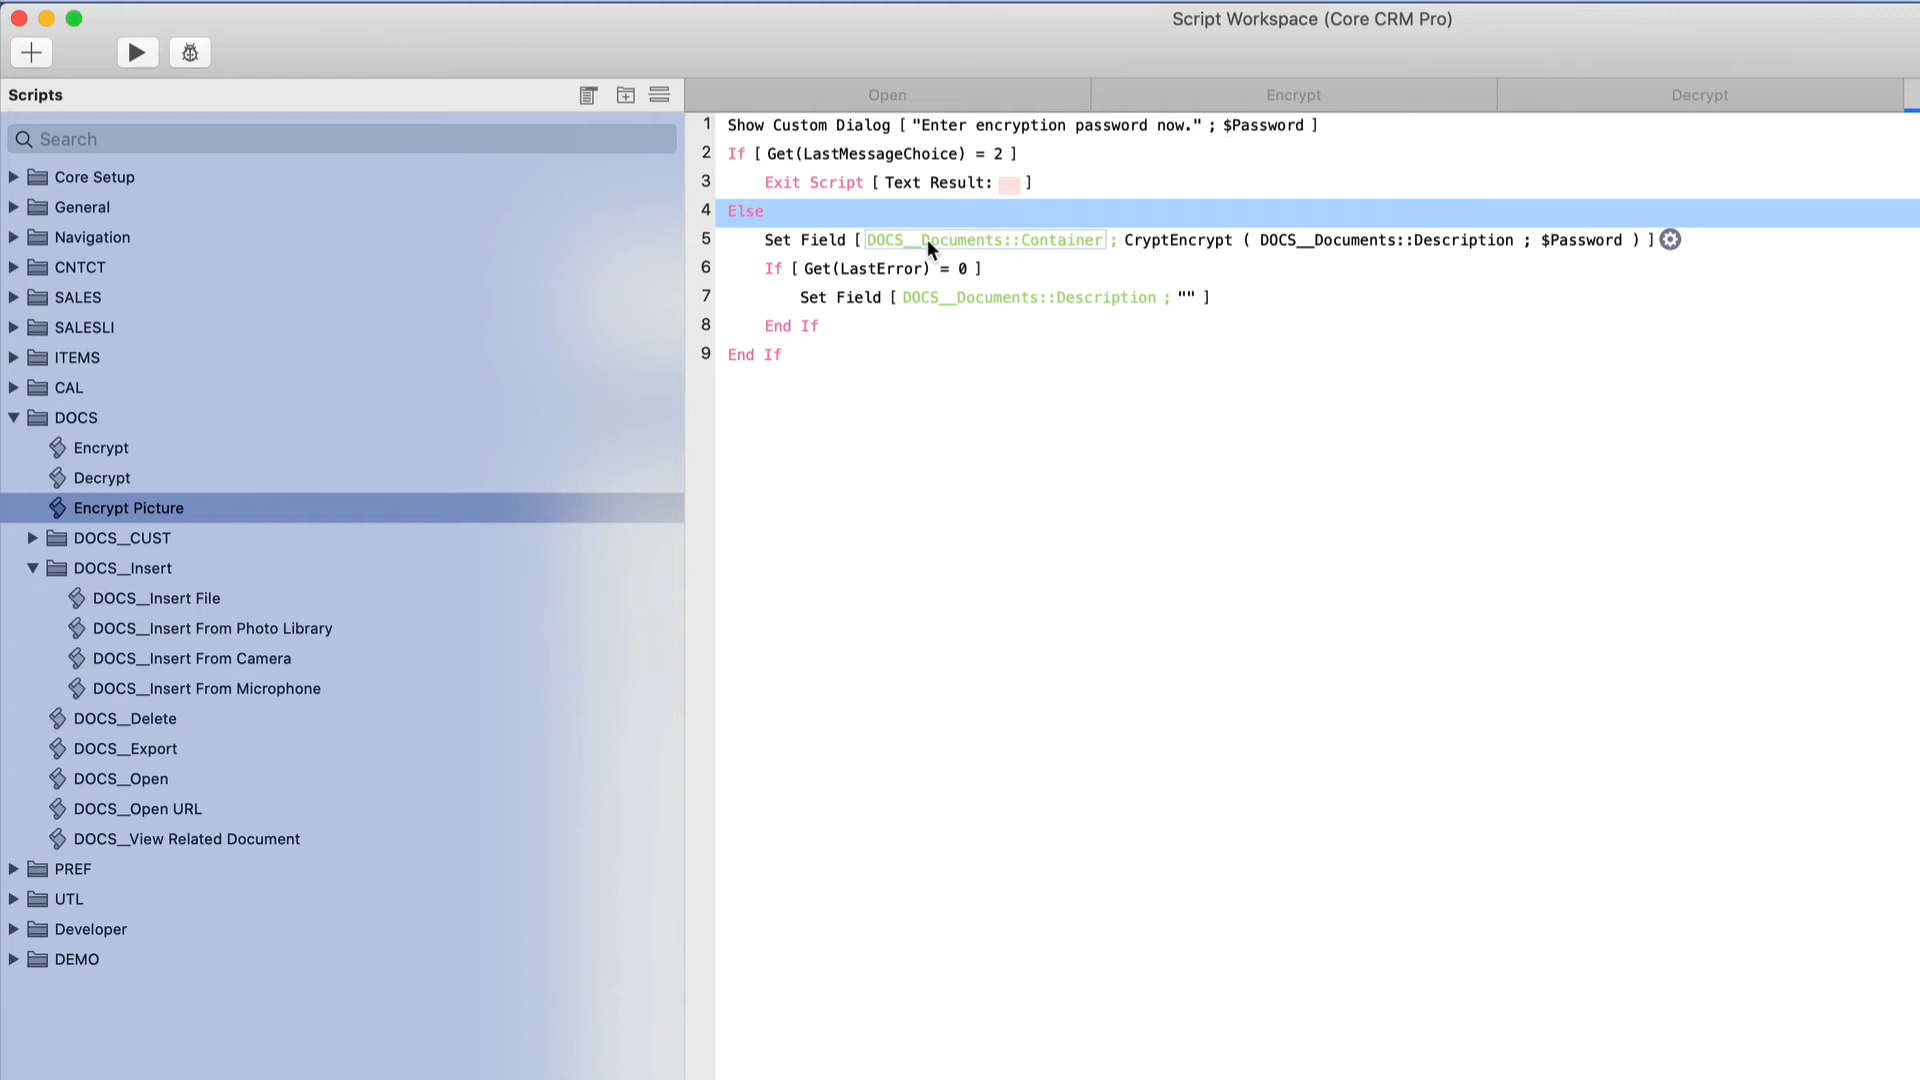 Script Workspace (Core CRM Pro)
Scripts
Open
Encrypt
Decrypt
Search
Core Setup
General
Navigation
CNTCT
SALES
SALESLI
ITEMS
CAL
DOCS
Encrypt
Decrypt
Encrypt Picture
DOCS__CUST
DOCS__Insert
DOCS__Insert File
DOCS__Insert From Photo Library
DOCS__Insert From Camera
DOCS__Insert From Microphone
DOCS__Delete
DOCS__Export
DOCS__Open
DOCS__Open URL
DOCS__View Related Document
PREF
UTL
Developer
DEMO
1 Show Custom Dialog [ "Enter encryption password now." ; $Password ]
2 If [ Get(LastMessageChoice) = 2 ]
3 Exit Script [ Text Result: ]
4 Else
5 Set Field [ DOCS__Documents::Container ; CryptEncrypt ( DOCS__Documents::Description ; $Password ) ]
6 If [ Get(LastError) = 0 ]
7 Set Field [ DOCS__Documents::Description ; "" ]
8 End If
9 End If